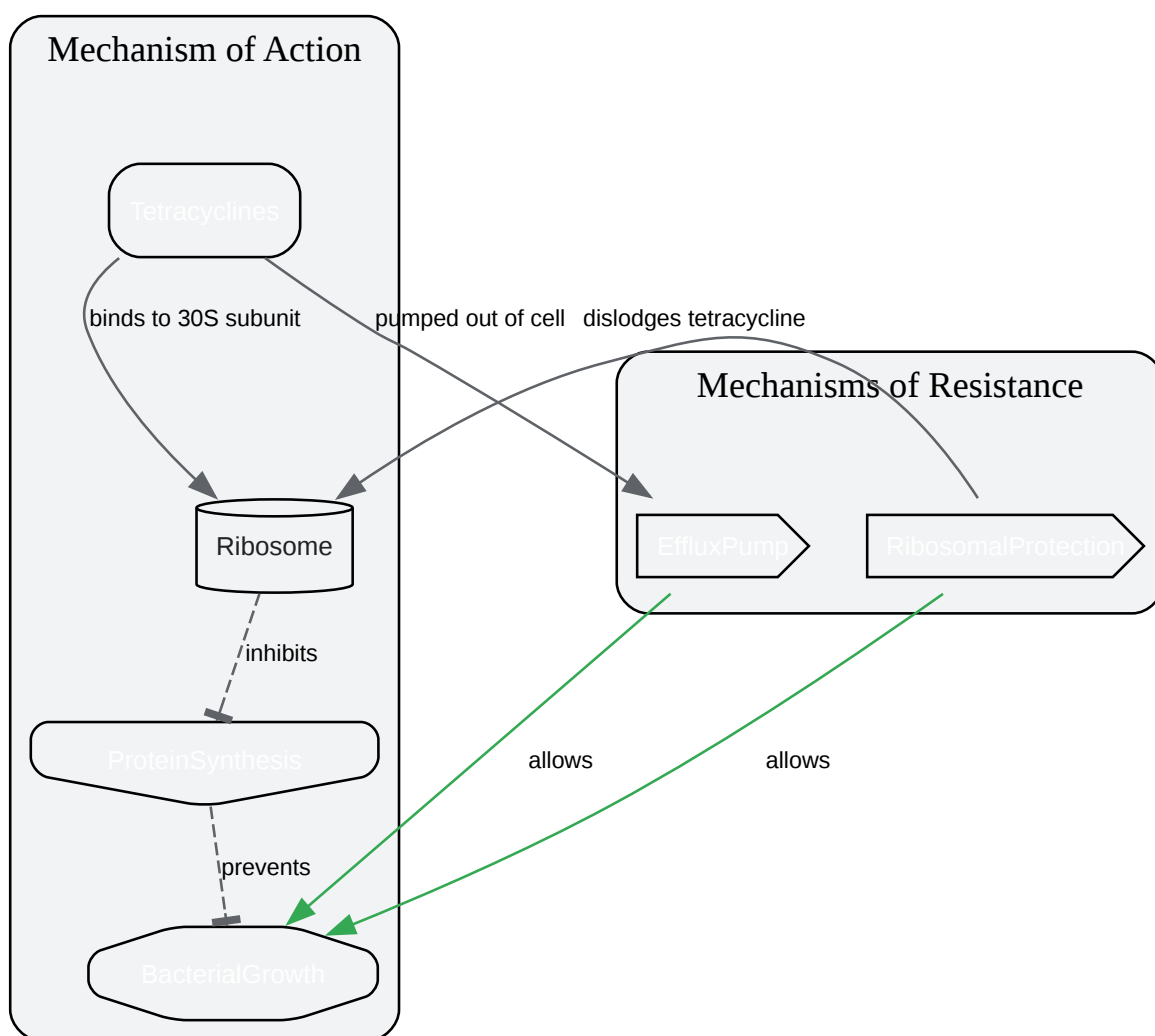 Mechanism of Action
Tetracyclines
binds to 30S subunit
pumped out of cell
dislodges tetracycline
Mechanisms of Resistance
Ribosome
EffluxPump
RibosomalProtection
inhibits
ProteinSynthesis
allows
allows
prevents
BacterialGrowth